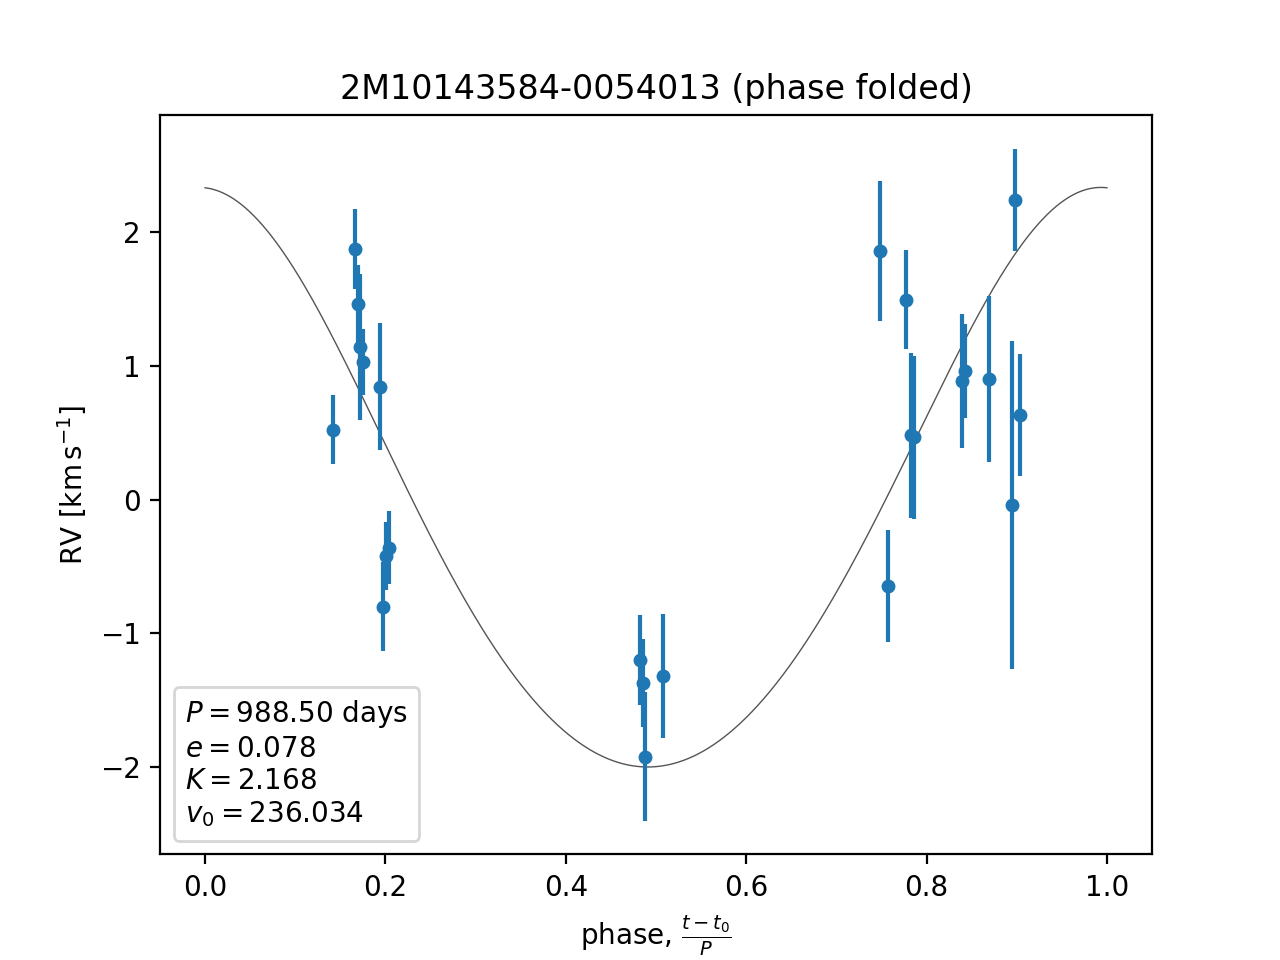 2M10143584-0054013 (phase folded)
2
1
0
−1
−2
RV [km s⁻¹]
P = 988.50 days
e = 0.078
K = 2.168
v₀ = 236.034
0.0 0.2 0.4 0.6 0.8 1.0
phase, (t − t₀)/P